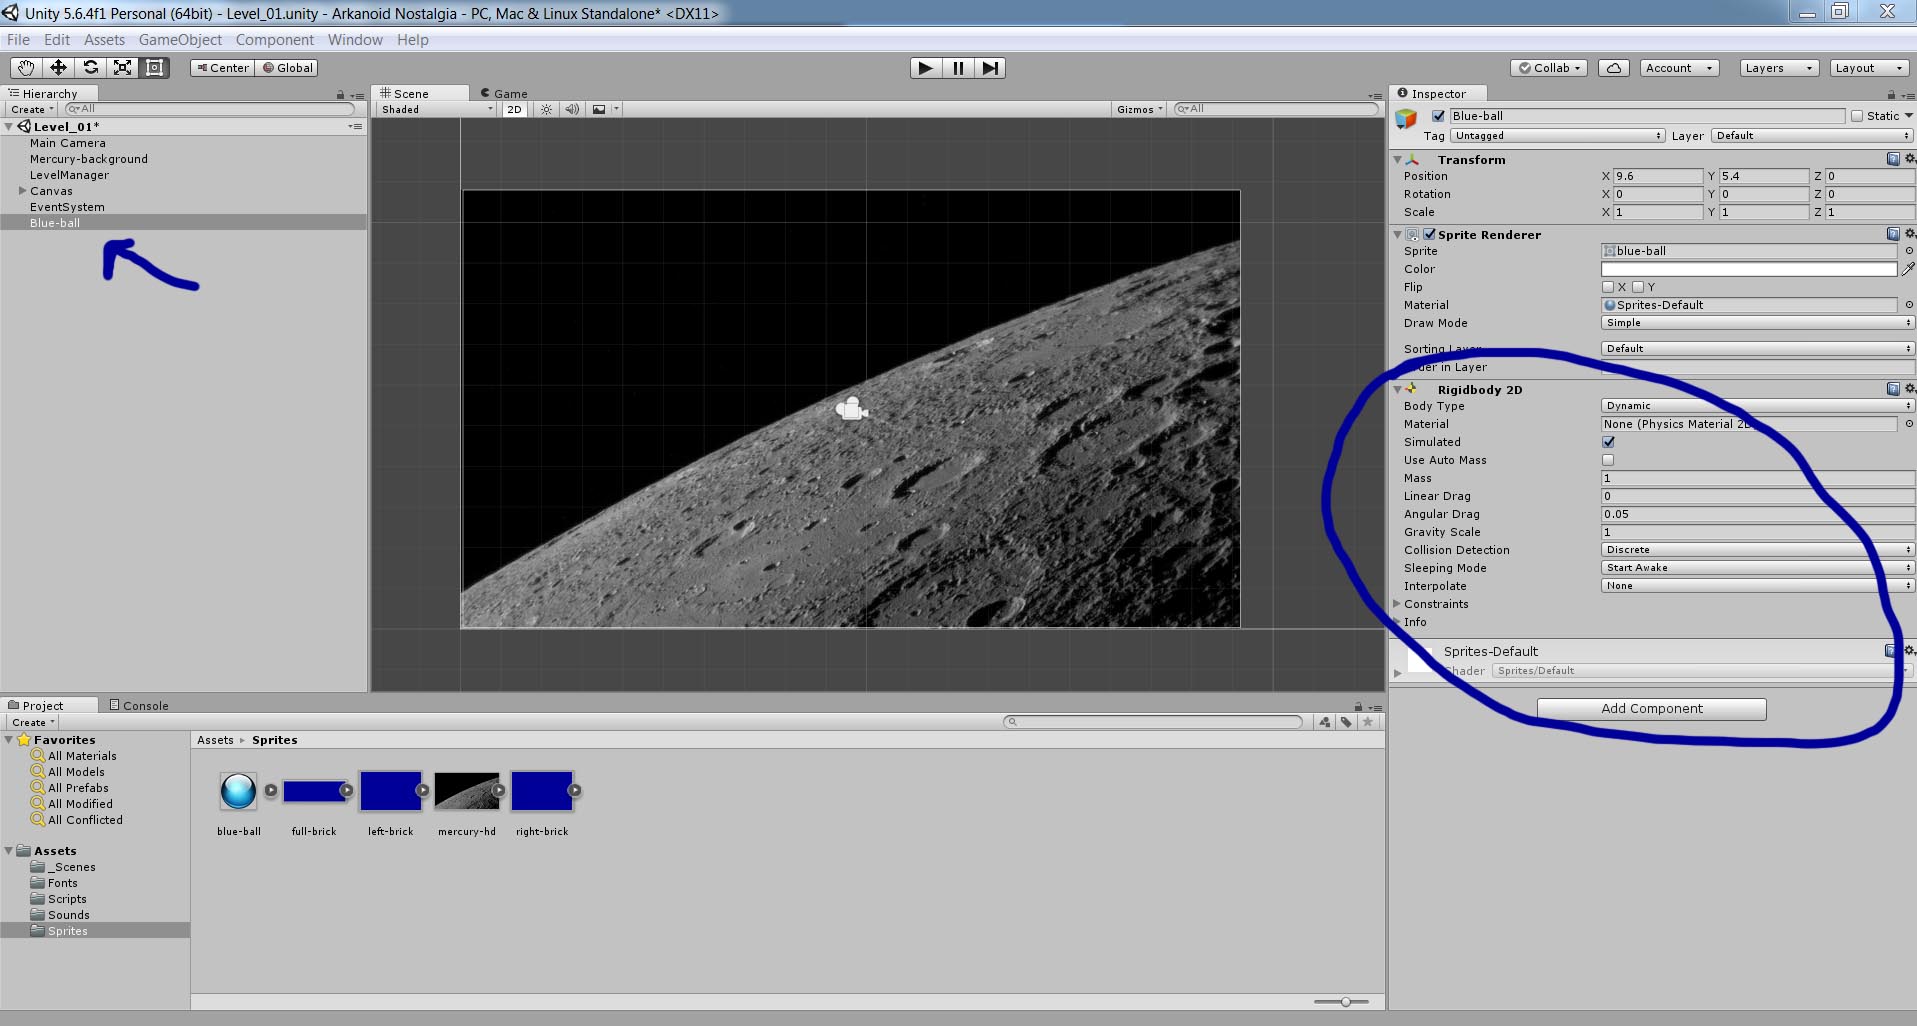 Unity 5.6.4f1 Personal (64bit) - Level_01.unity - Arkanoid Nostalgia - PC, Mac & Linux Standalone* <DX11>
File Edit Assets GameObject Component Window Help
Center Global Collab Account Layers Layout
Hierarchy
Create All
Level_01*
Main Camera
Mercury-background
LevelManager
Canvas
EventSystem
Blue-ball
Scene Game
Shaded 2D Gizmos All
Inspector
Blue-ball Static
Tag Untagged Layer Default
Transform
Position X 9.6 Y 5.4 Z 0
Rotation X 0 Y 0 Z 0
Scale X 1 Y 1 Z 1
Sprite Renderer
Sprite blue-ball
Color
Flip X Y
Material Sprites-Default
Draw Mode Simple
Sorting Layer Default
in Layer
Rigidbody 2D
Body Type Dynamic
Material None (Physics Material 2D
Simulated
Use Auto Mass
Mass 1
Linear Drag 0
Angular Drag 0.05
Gravity Scale 1
Collision Detection Discrete
Sleeping Mode Start Awake
Interpolate None
Constraints
Info
Sprites-Default
Shader Sprites/Default
Add Component
Project Console
Create
Favorites
All Materials
All Models
All Prefabs
All Modified
All Conflicted
Assets
_Scenes
Fonts
Scripts
Sounds
Sprites
Assets Sprites
blue-ball full-brick left-brick mercury-hd right-brick